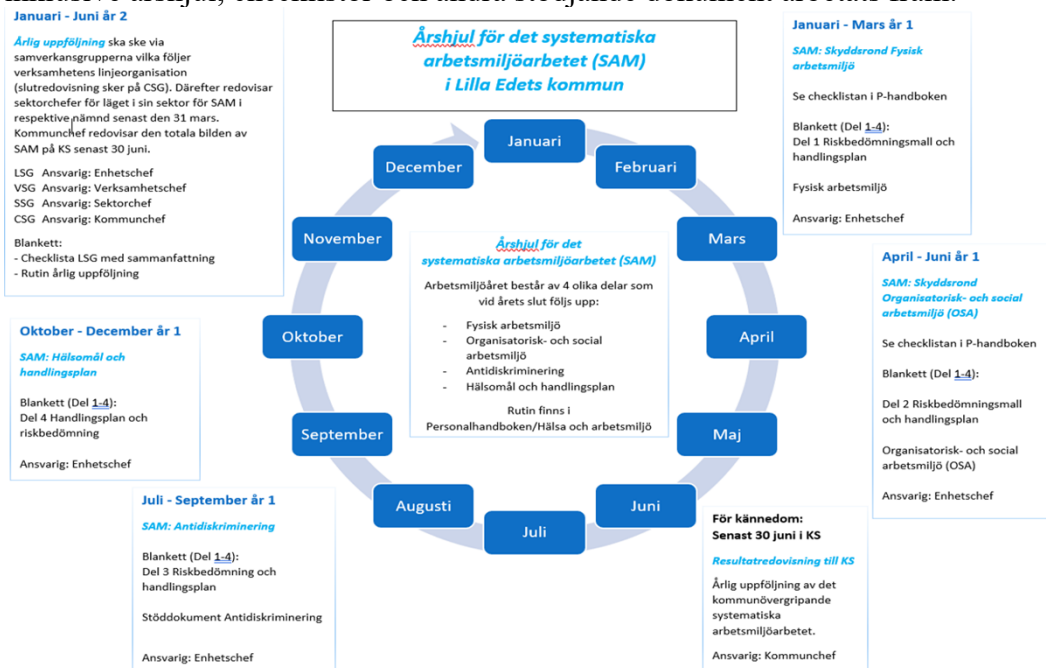 inklusive årshjul, checklistor och andra stödjande dokument arbetats fram.
Januari - Juni år 2
Årlig uppföljning ska ske via
samverkansgrupperna vilka följer
verksamhetens linjeorganisation
(slutredovisning sker på CSG). Därefter redovisar
sektorchefer för läget i sin sektor för SAM i
respektive nämnd senast den 31 mars.
Kommunchef redovisar den totala bilden av
SAM på KS senast 30 juni.
LSG Ansvarig: Enhetschef
VSG Ansvarig: Verksamhetschef
SSG Ansvarig: Sektorchef
CSG Ansvarig: Kommunchef
Blankett:
- Checklista LSG med sammanfattning
- Rutin årlig uppföljning
Årshjul för det systematiska
arbetsmiljöarbetet (SAM)
i Lilla Edets kommun
Januari - Mars år 1
SAM: Skyddsrond Fysisk
arbetsmiljö
Se checklistan i P-handboken
Blankett (Del 1-4):
Del 1 Riskbedömningsmall och
handlingsplan
Fysisk arbetsmiljö
Ansvarig: Enhetschef
Januari
Februari
Mars
April
Maj
Juni
Juli
Augusti
September
Oktober
November
December
Årshjul för det
systematiska arbetsmiljöarbetet (SAM)
Arbetsmiljöåret består av 4 olika delar som
vid årets slut följs upp:
- Fysisk arbetsmiljö
- Organisatorisk- och social
arbetsmiljö
- Antidiskriminering
- Hälsomål och handlingsplan
Rutin finns i
Personalhandboken/Hälsa och arbetsmiljö
April - Juni år 1
SAM: Skyddsrond
Organisatorisk- och social
arbetsmiljö (OSA)
Se checklistan i P-handboken
Blankett (Del 1-4):
Del 2 Riskbedömningsmall
och handlingsplan
Organisatorisk- och social
arbetsmiljö (OSA)
Ansvarig: Enhetschef
Oktober - December år 1
SAM: Hälsomål och
handlingsplan
Blankett (Del 1-4):
Del 4 Handlingsplan och
riskbedömning
Ansvarig: Enhetschef
Juli - September år 1
SAM: Antidiskriminering
Blankett (Del 1-4):
Del 3 Riskbedömning och
handlingsplan
Stöddokument Antidiskriminering
Ansvarig: Enhetschef
För kännedom:
Senast 30 juni i KS
Resultatredovisning till KS
Årlig uppföljning av det
kommunövergripande
systematiska
arbetsmiljöarbetet.
Ansvarig: Kommunchef